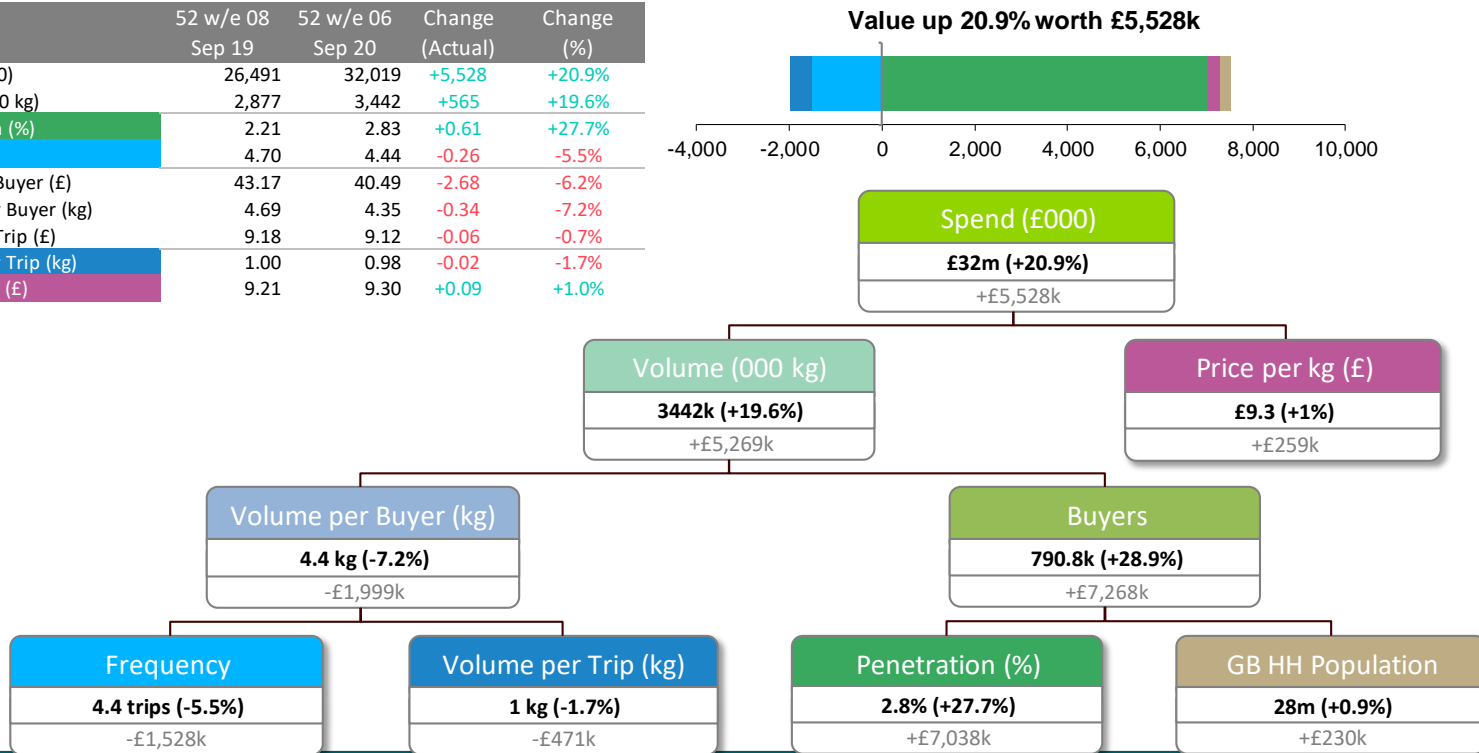 52 w/e 08 52 w/e 06 Change Change
Sep 19 Sep 20 (Actual) (%)
0) 26,491 32,019 +5,528 +20.9%
0 kg) 2,877 3,442 +565 +19.6%
(%) 2.21 2.83 +0.61 +27.7%
4.70 4.44 -0.26 -5.5%
Buyer (£) 43.17 40.49 -2.68 -6.2%
Buyer (kg) 4.69 4.35 -0.34 -7.2%
Trip (£) 9.18 9.12 -0.06 -0.7%
Trip (kg) 1.00 0.98 -0.02 -1.7%
(£) 9.21 9.30 +0.09 +1.0%
Value up 20.9% worth £5,528k
-4,000 -2,000 0 2,000 4,000 6,000 8,000 10,000
Spend (£000)
£32m (+20.9%)
+£5,528k
Volume (000 kg)
3442k (+19.6%)
+£5,269k
Price per kg (£)
£9.3 (+1%)
+£259k
Volume per Buyer (kg)
4.4 kg (-7.2%)
-£1,999k
Buyers
790.8k (+28.9%)
+£7,268k
Frequency
4.4 trips (-5.5%)
-£1,528k
Volume per Trip (kg)
1 kg (-1.7%)
-£471k
Penetration (%)
2.8% (+27.7%)
+£7,038k
GB HH Population
28m (+0.9%)
+£230k